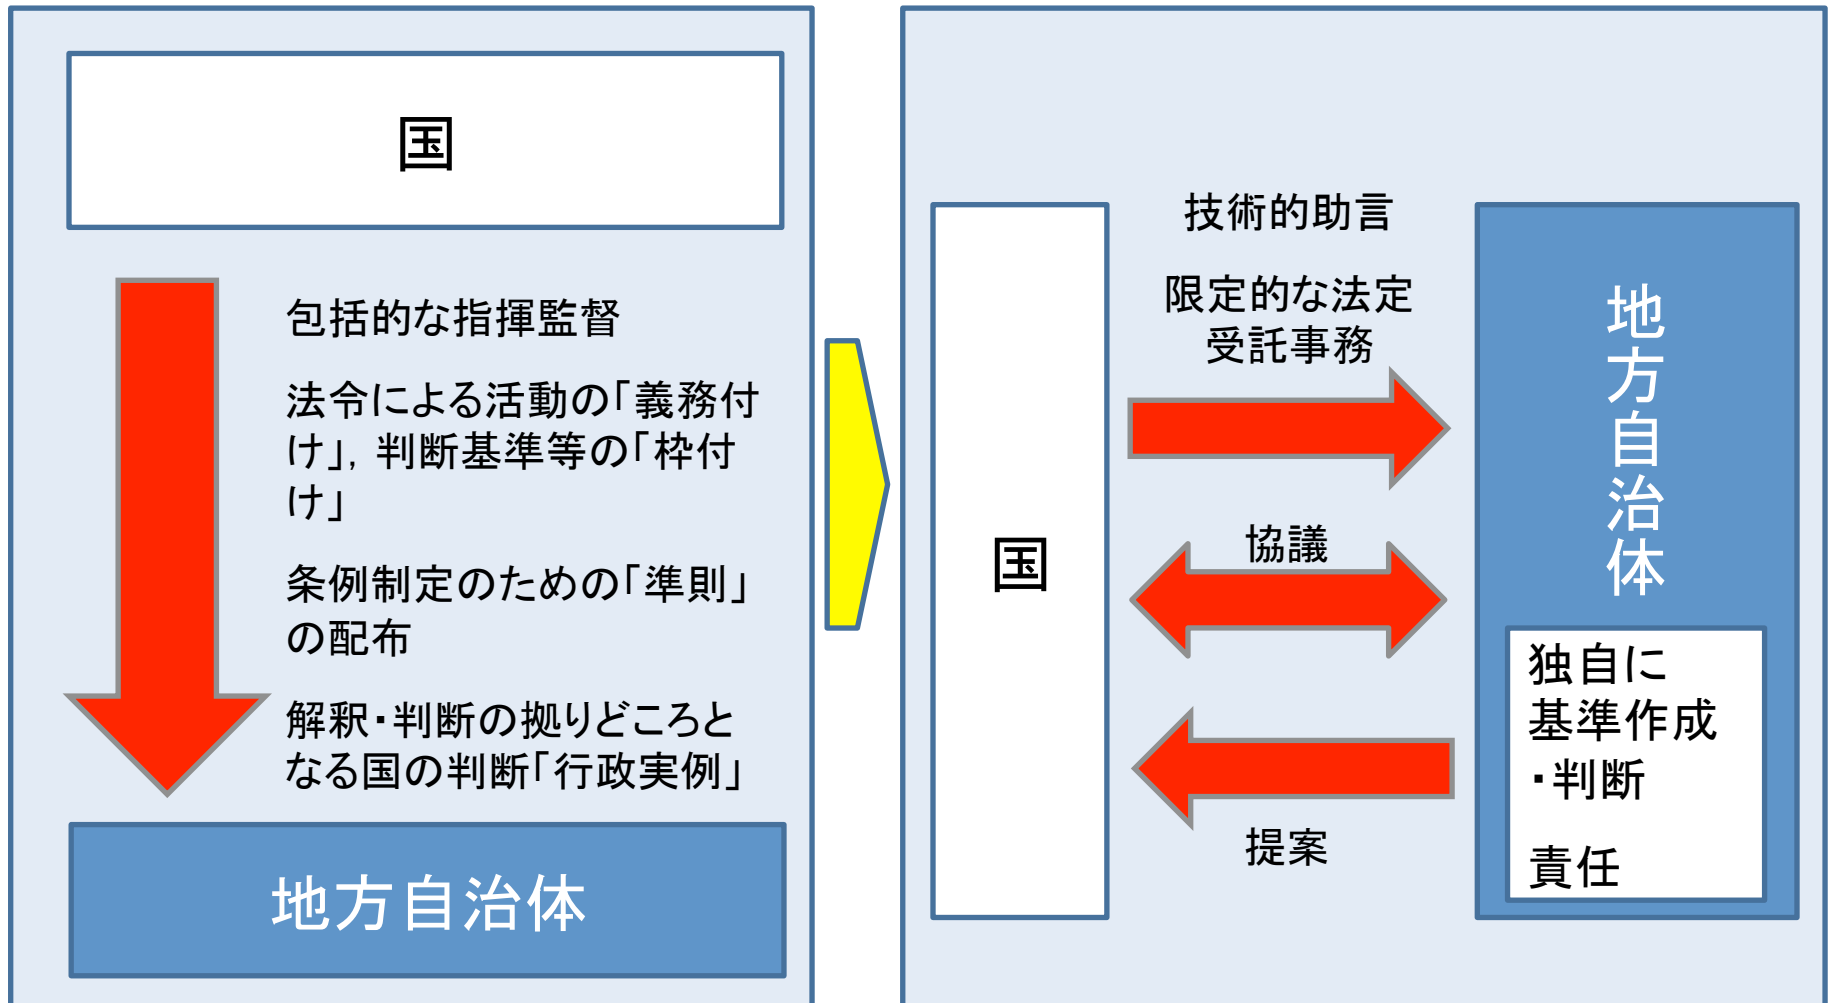 国
包括的な指揮監督
法令による活動の「義務付
け」，判断基準等の「枠付
け」
条例制定のための「準則」
の配布
解釈・判断の拠りどころと
なる国の判断「行政実例」
地方自治体
国
技術的助言
限定的な法定
受託事務
協議
提案
地方自治体
独自に
基準作成
・判断
責任